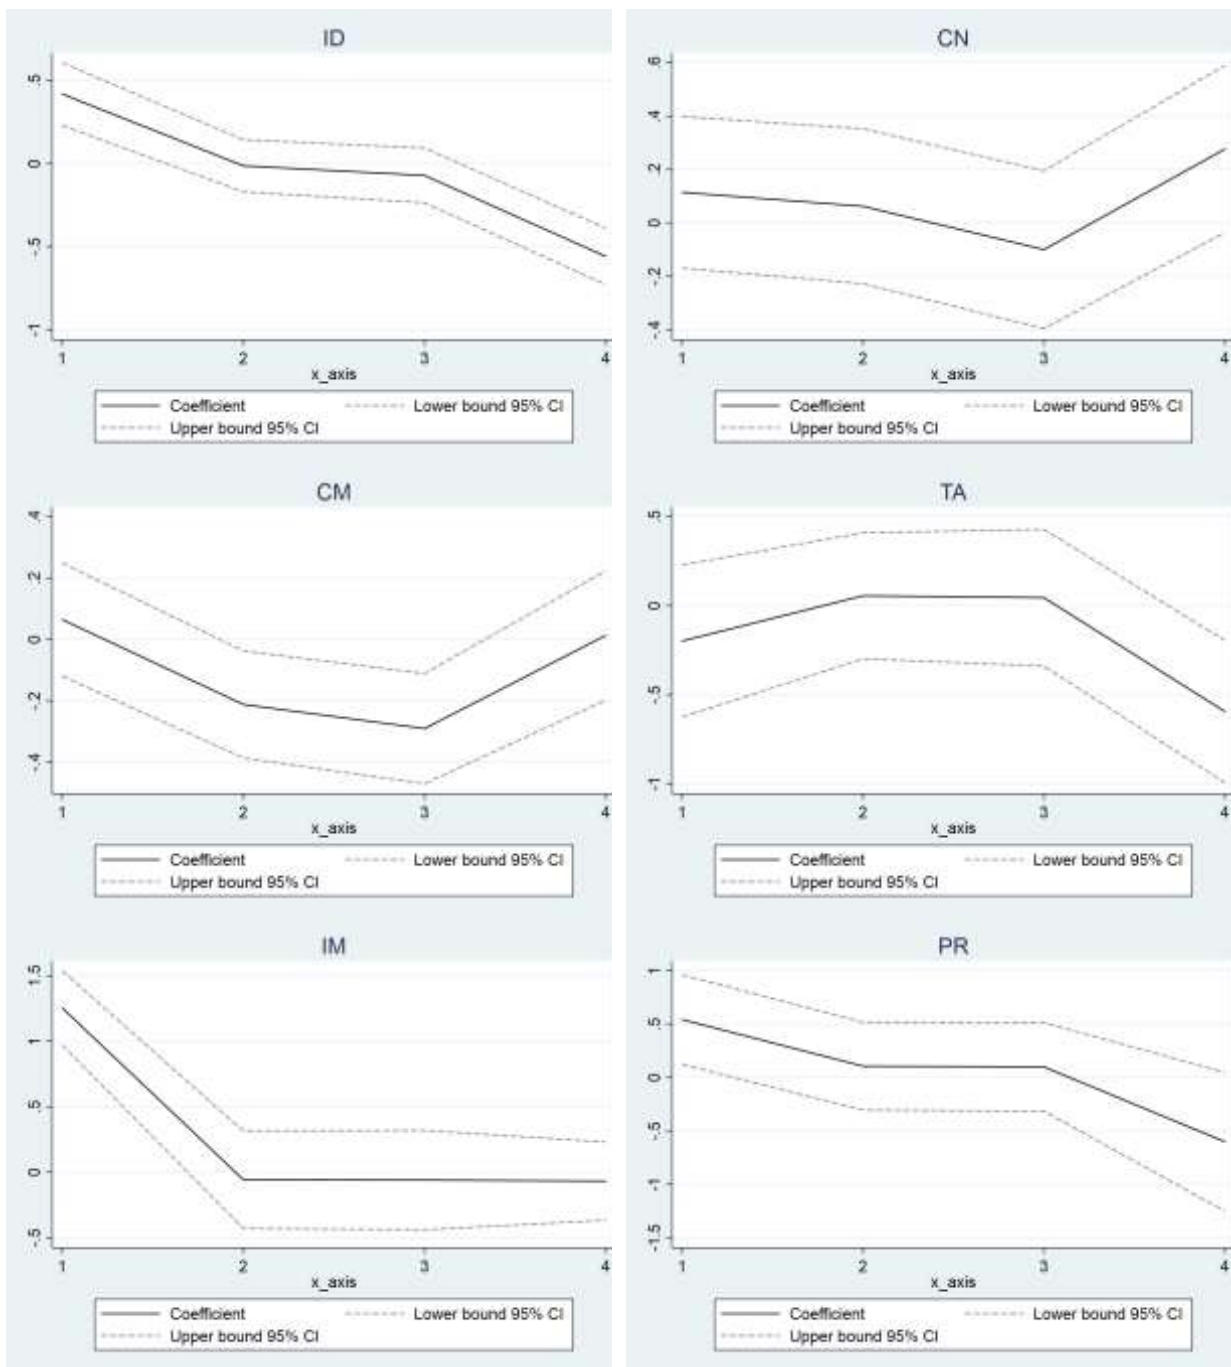 ID
.5
0
-.5
-1
1 2 3 4
x_axis
Coefficient Lower bound 95% CI
Upper bound 95% CI
CN
.6
.4
.2
0
-.2
-.4
1 2 3 4
x_axis
Coefficient Lower bound 95% CI
Upper bound 95% CI
CM
.4
.2
0
-.2
-.4
1 2 3 4
x_axis
Coefficient Lower bound 95% CI
Upper bound 95% CI
TA
.5
0
-.5
-1
1 2 3 4
x_axis
Coefficient Lower bound 95% CI
Upper bound 95% CI
IM
1.5
1
.5
0
-.5
1 2 3 4
x_axis
Coefficient Lower bound 95% CI
Upper bound 95% CI
PR
1
.5
0
-.5
-1
-1.5
1 2 3 4
x_axis
Coefficient Lower bound 95% CI
Upper bound 95% CI